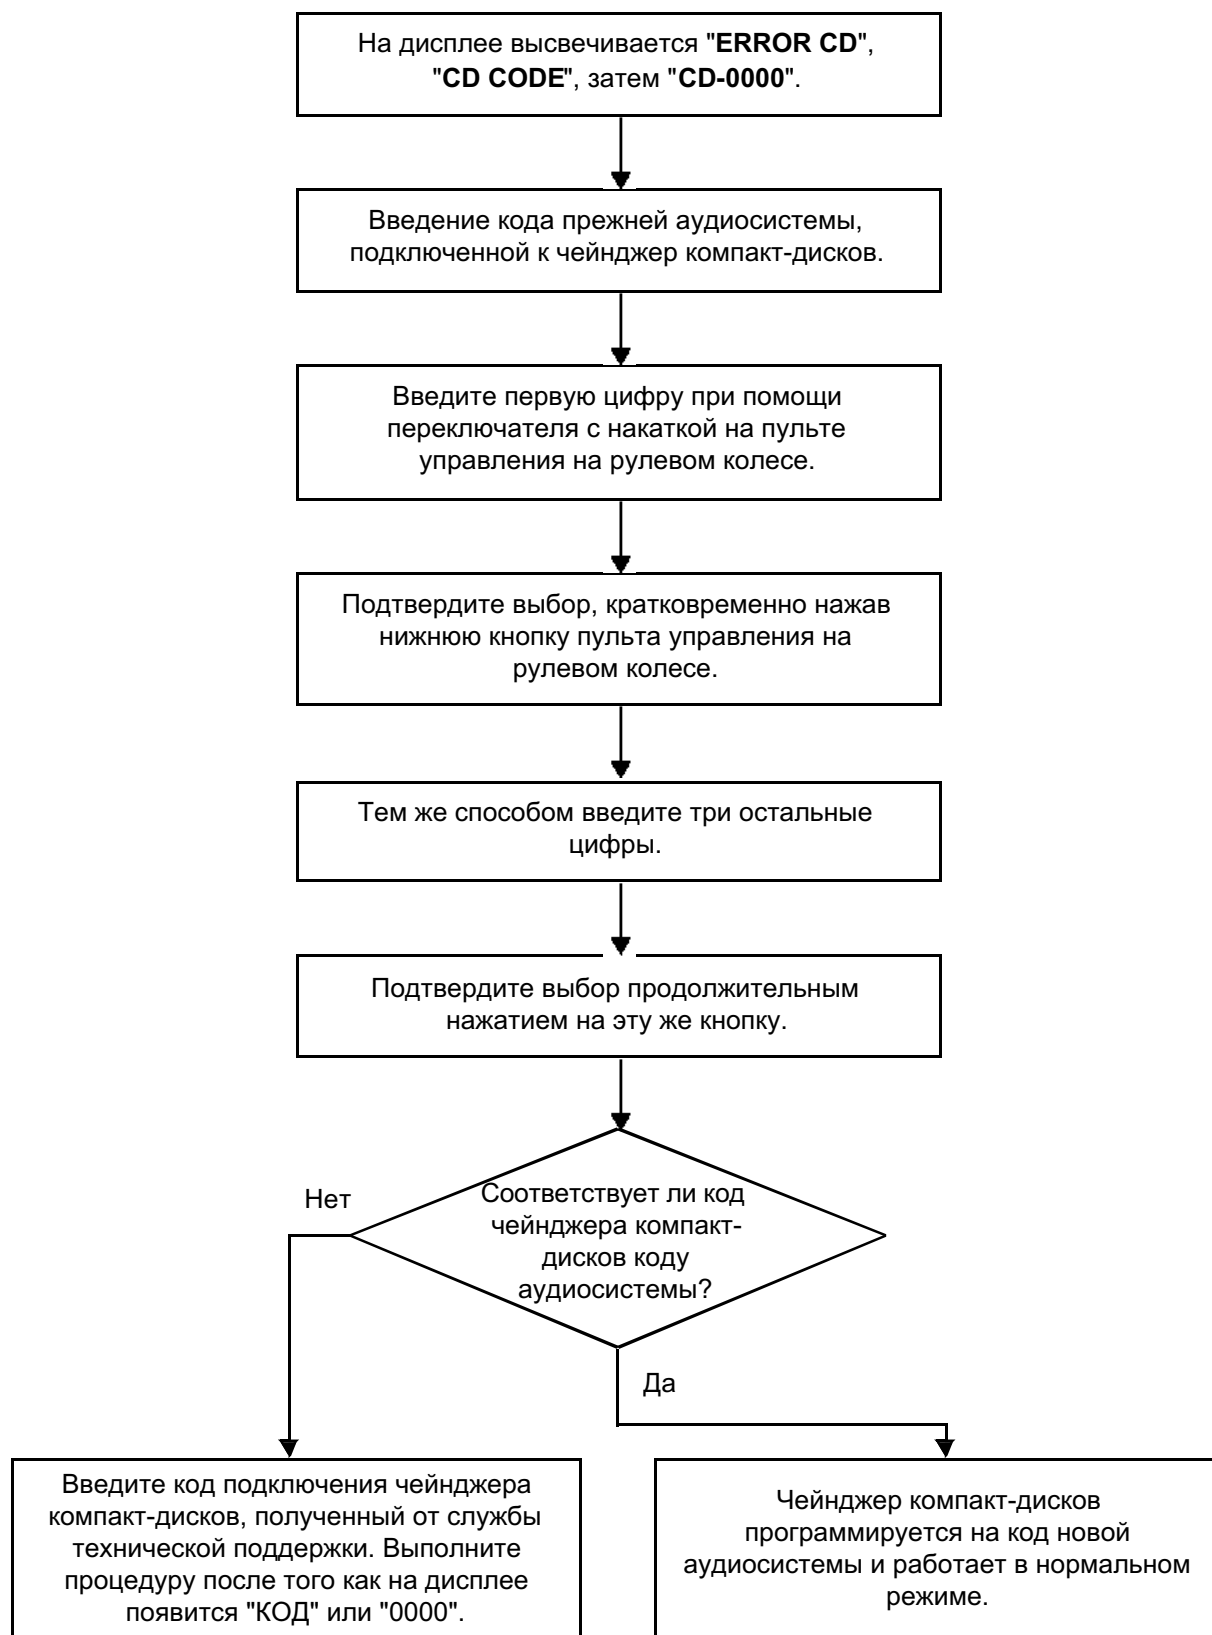 На дисплее высвечивается "ERROR CD",
"CD CODE", затем "CD-0000".
Введение кода прежней аудиосистемы,
подключенной к чейнджер компакт-дисков.
Введите первую цифру при помощи
переключателя с накаткой на пульте
управления на рулевом колесе.
Подтвердите выбор, кратковременно нажав
нижнюю кнопку пульта управления на
рулевом колесе.
Тем же способом введите три остальные
цифры.
Подтвердите выбор продолжительным
нажатием на эту же кнопку.
Нет
Соответствует ли код
чейнджера компакт-
дисков коду
аудиосистемы?
Да
Введите код подключения чейнджера
компакт-дисков, полученный от службы
технической поддержки. Выполните
процедуру после того как на дисплее
появится "КОД" или "0000".
Чейнджер компакт-дисков
программируется на код новой
аудиосистемы и работает в нормальном
режиме.